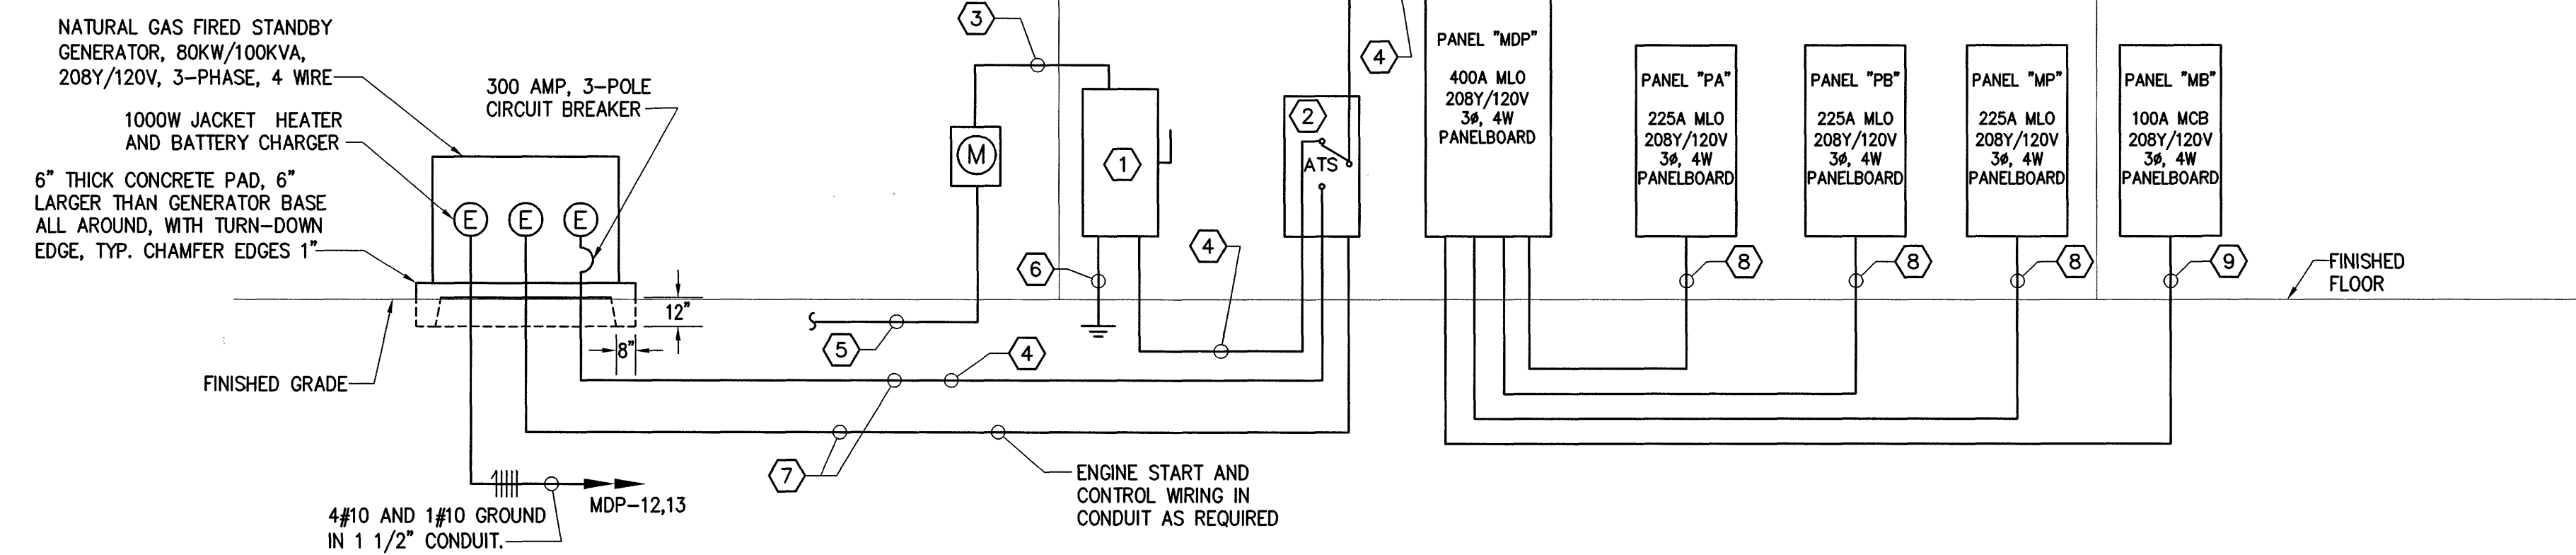 NATURAL GAS FIRED STANDBY
GENERATOR, 80KW/100KVA,
208Y/120V, 3-PHASE, 4 WIRE
300 AMP, 3-POLE
CIRCUIT BREAKER
1000W JACKET HEATER
AND BATTERY CHARGER
6" THICK CONCRETE PAD, 6"
LARGER THAN GENERATOR BASE
ALL AROUND, WITH TURN-DOWN
EDGE, TYP. CHAMFER EDGES 1"
E
E
E
12"
8"
FINISHED GRADE
4#10 AND 1#10 GROUND
IN 1 1/2" CONDUIT.
MDP-12,13
3
M
1
6
5
4
7
4
2
ATS
4
ENGINE START AND
CONTROL WIRING IN
CONDUIT AS REQUIRED
PANEL "MDP"
400A MLO
208Y/120V
3ø, 4W
PANELBOARD
PANEL "PA"
225A MLO
208Y/120V
3ø, 4W
PANELBOARD
8
PANEL "PB"
225A MLO
208Y/120V
3ø, 4W
PANELBOARD
8
PANEL "MP"
225A MLO
208Y/120V
3ø, 4W
PANELBOARD
8
PANEL "MB"
100A MCB
208Y/120V
3ø, 4W
PANELBOARD
9
FINISHED
FLOOR